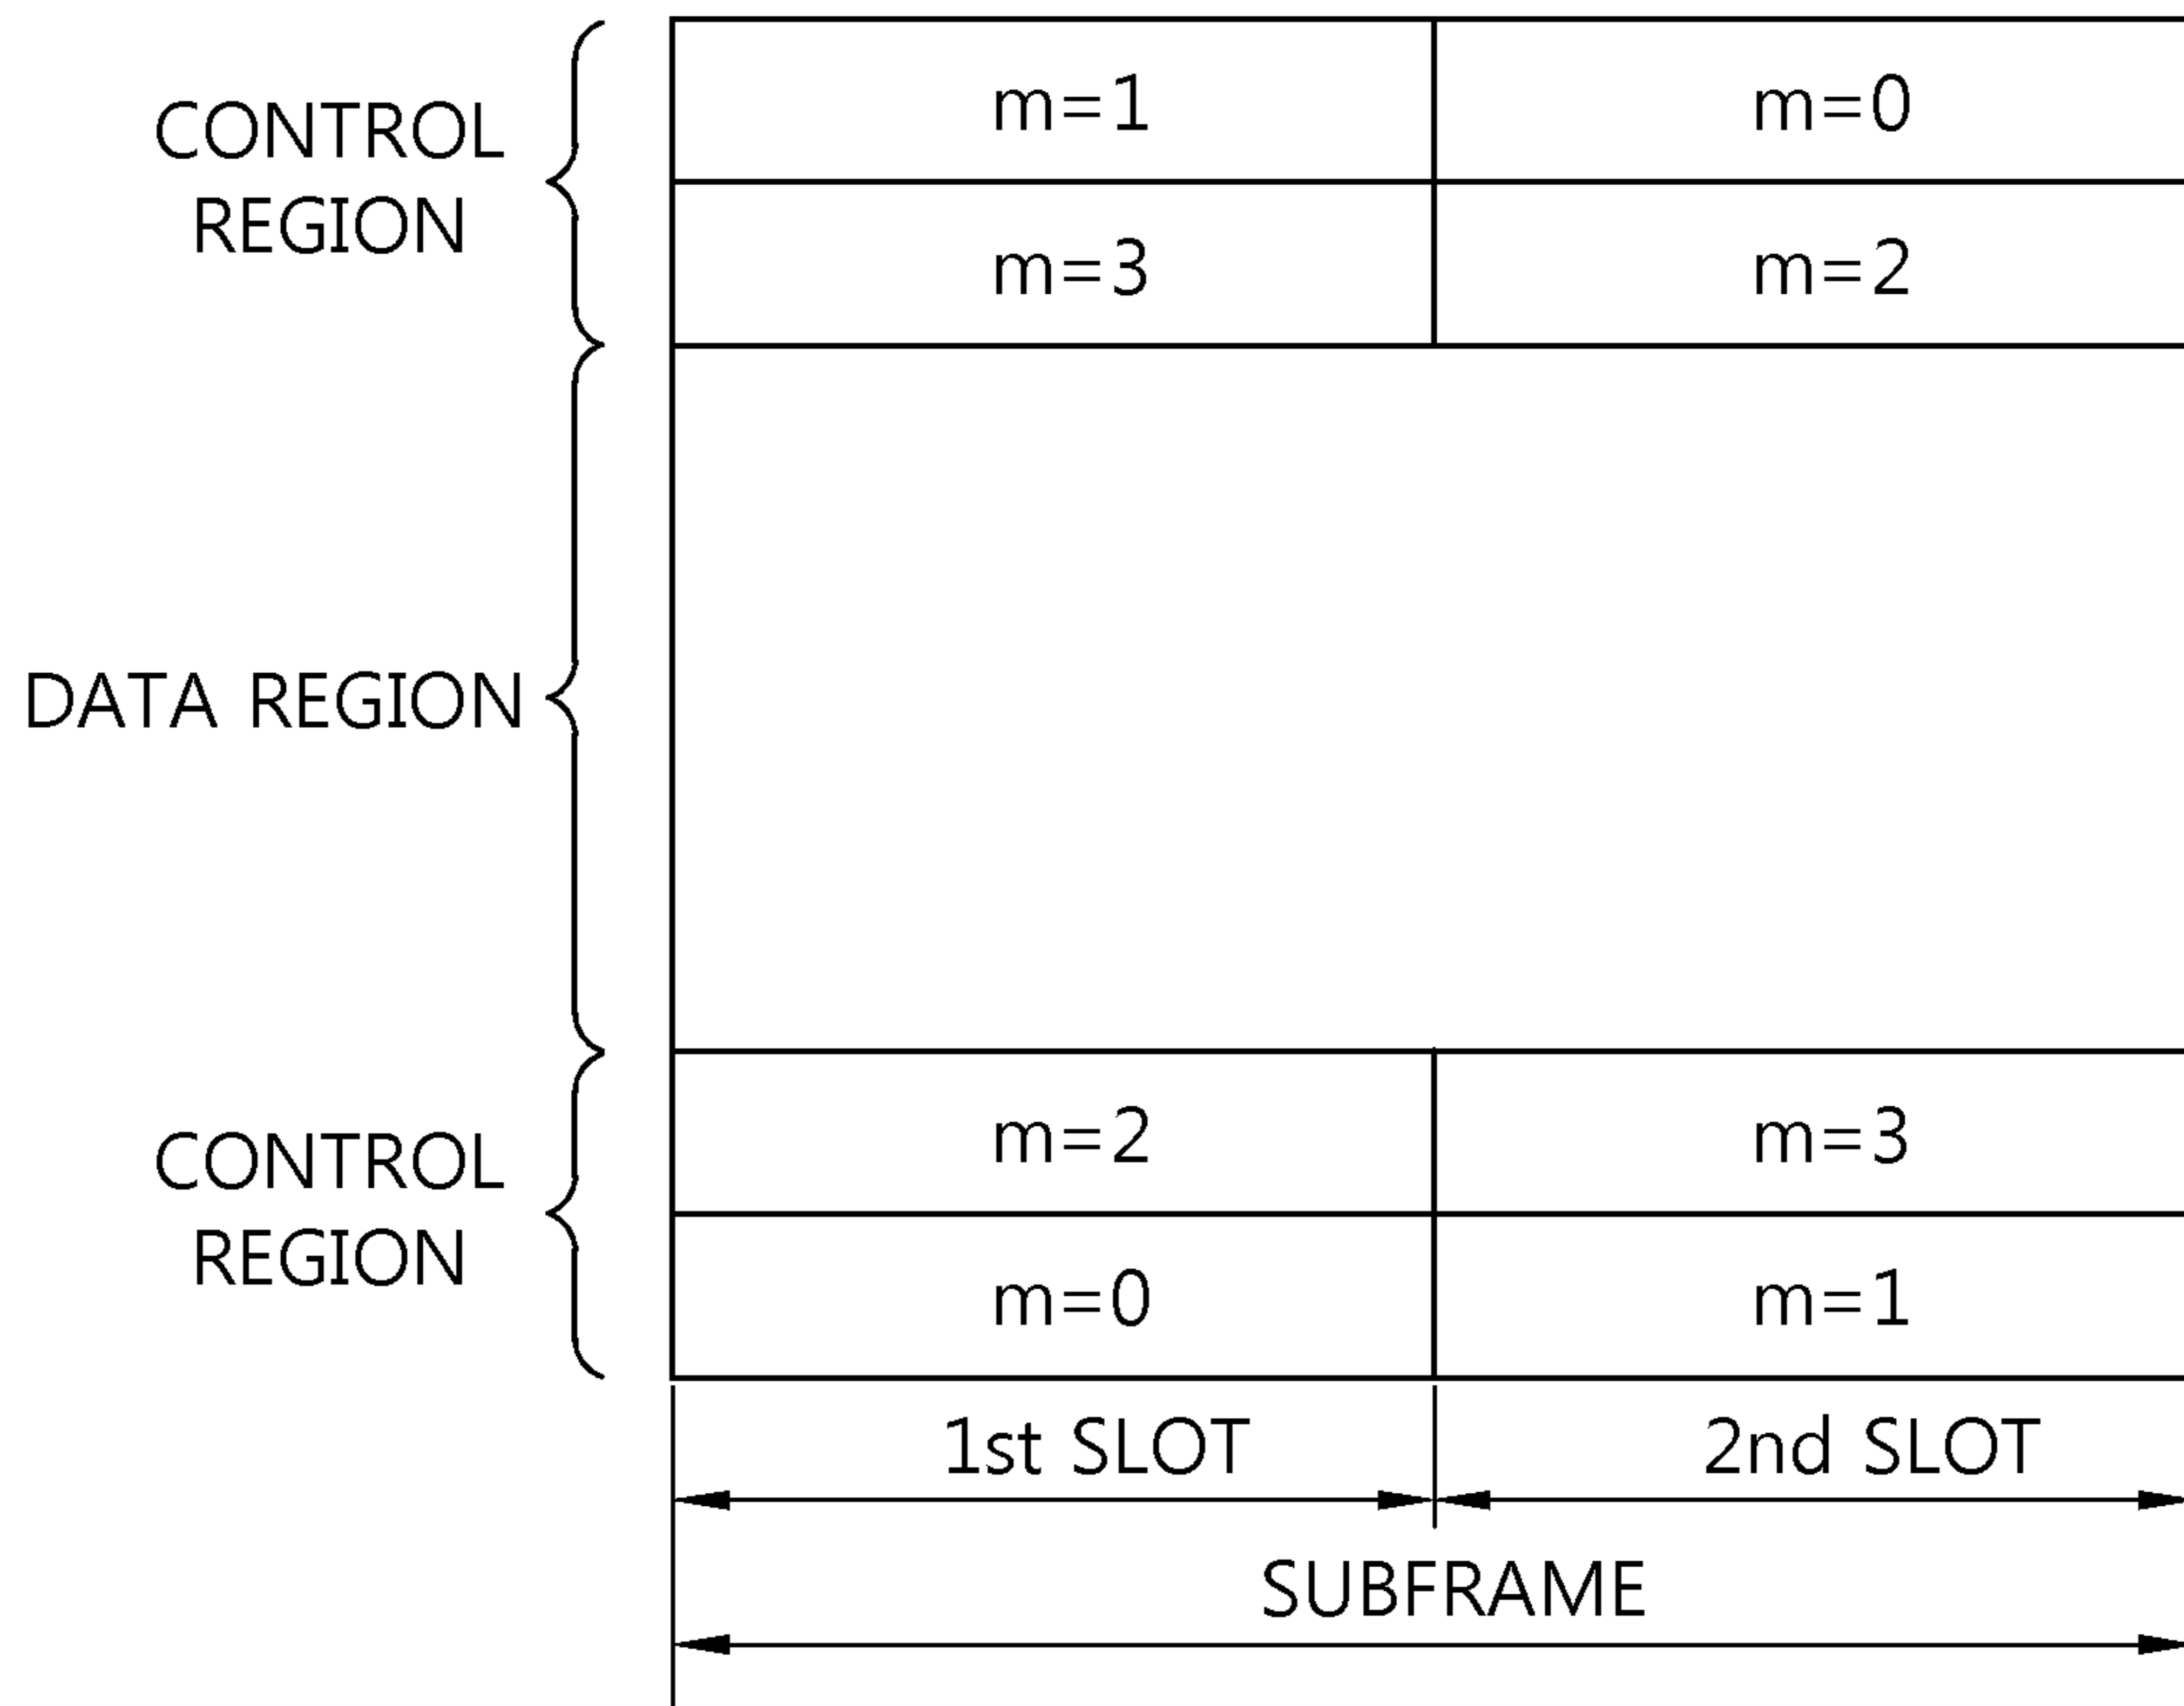 CONTROL
REGION
m=1 m=0
m=3 m=2
DATA REGION
CONTROL
REGION
m=2 m=3
m=0 m=1
1st SLOT 2nd SLOT
SUBFRAME